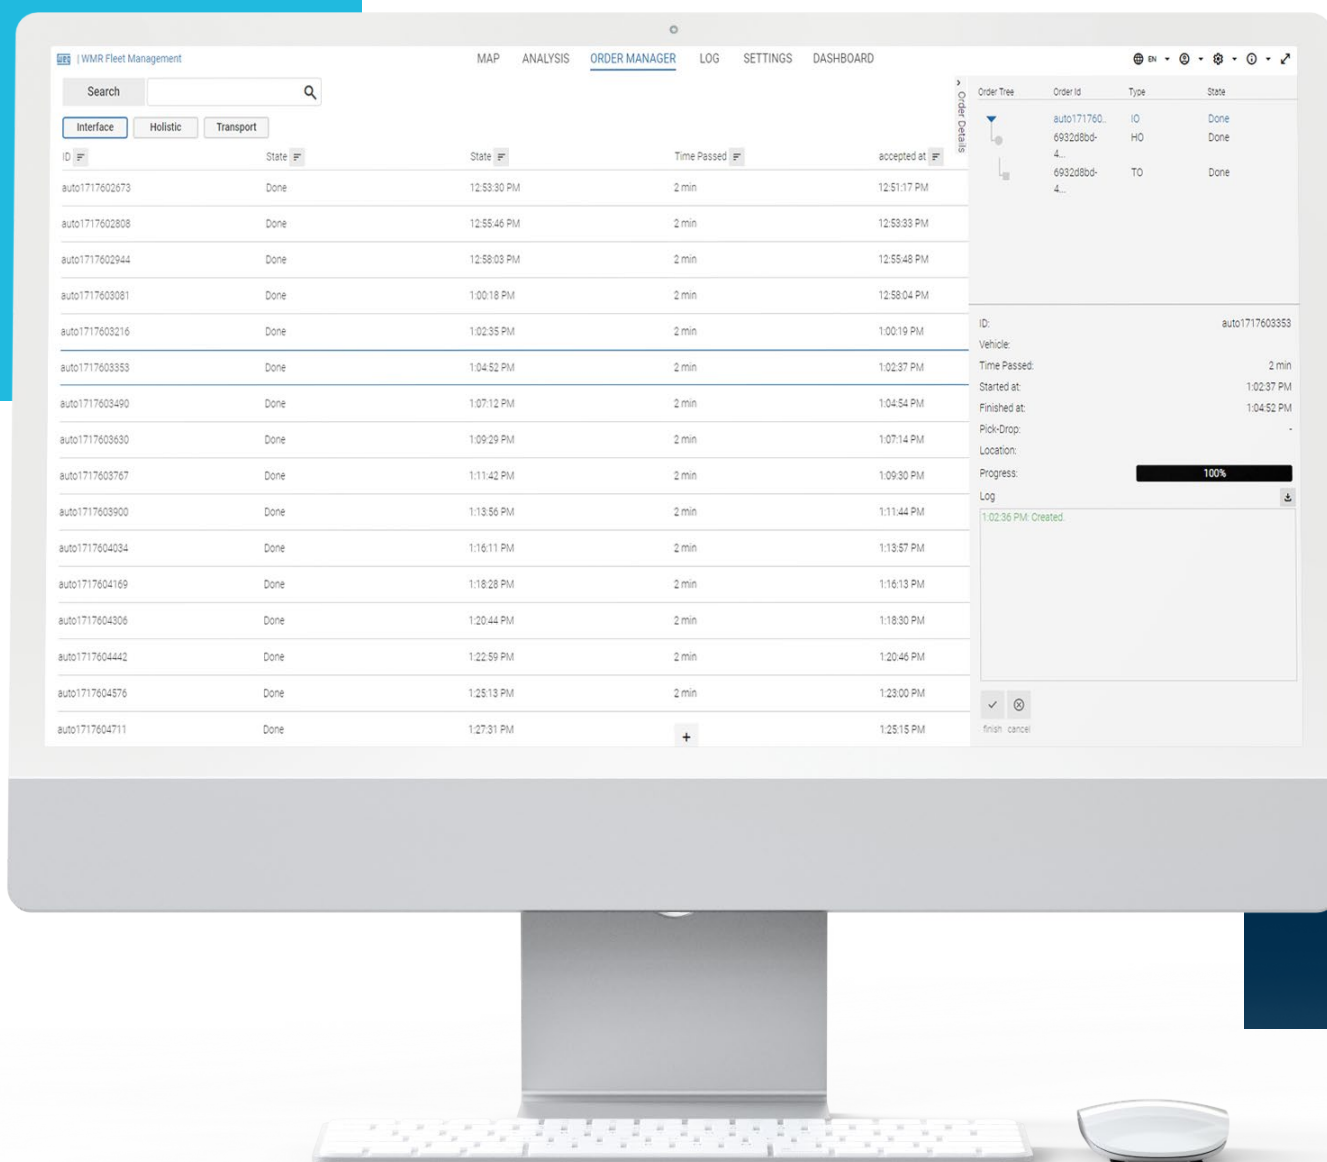 WMR Fleet Management MAP ANALYSIS ORDER MANAGER LOG SETTINGS DASHBOARD EN
Search
Interface Holistic Transport
ID State State Time Passed accepted at
auto1717602673 Done 12:53:30 PM 2 min 12:51:17 PM
auto1717602808 Done 12:55:46 PM 2 min 12:53:33 PM
auto1717602944 Done 12:58:03 PM 2 min 12:55:48 PM
auto1717603081 Done 1:00:18 PM 2 min 12:58:04 PM
auto1717603216 Done 1:02:35 PM 2 min 1:00:19 PM
auto1717603353 Done 1:04:52 PM 2 min 1:02:37 PM
auto1717603490 Done 1:07:12 PM 2 min 1:04:54 PM
auto1717603630 Done 1:09:29 PM 2 min 1:07:14 PM
auto1717603767 Done 1:11:42 PM 2 min 1:09:30 PM
auto1717603900 Done 1:13:56 PM 2 min 1:11:44 PM
auto1717604034 Done 1:16:11 PM 2 min 1:13:57 PM
auto1717604169 Done 1:18:28 PM 2 min 1:16:13 PM
auto1717604306 Done 1:20:44 PM 2 min 1:18:30 PM
auto1717604442 Done 1:22:59 PM 2 min 1:20:46 PM
auto1717604576 Done 1:25:13 PM 2 min 1:23:00 PM
auto1717604711 Done 1:27:31 PM + 1:25:15 PM
Order Details
Order Tree Order Id Type State
auto171760.. IO Done
6932d8bd- HO Done
4...
6932d8bd- TO Done
4...
ID: auto1717603353
Vehicle:
Time Passed: 2 min
Started at: 1:02:37 PM
Finished at: 1:04:52 PM
Pick-Drop: -
Location:
Progress: 100%
Log
1:02:36 PM: Created.
finish cancel